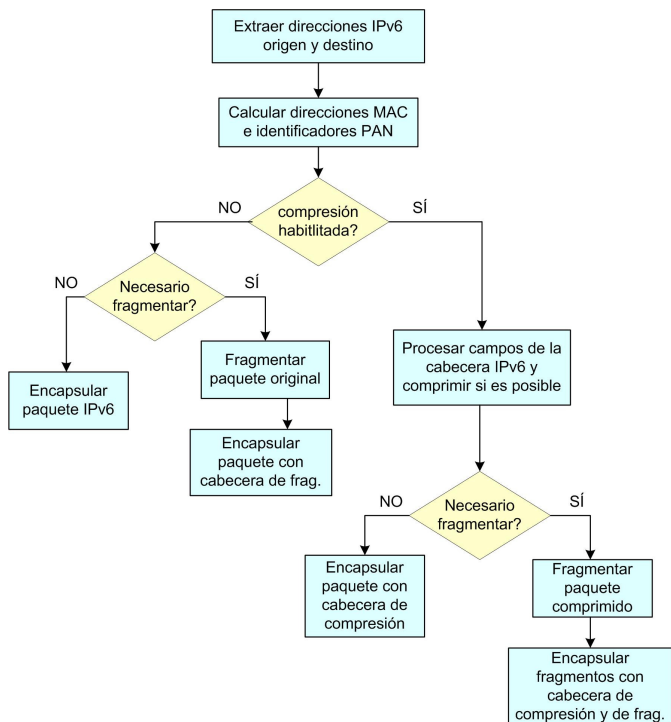 Extraer direcciones IPv6
origen y destino
Calcular direcciones MAC
e identificadores PAN
NO
compresión
habitlitada?
SÍ
NO
Necesario
fragmentar?
SÍ
Encapsular
paquete IPv6
Fragmentar
paquete original
Encapsular
paquete con
cabecera de frag.
Procesar campos de la
cabecera IPv6 y
comprimir si es posible
NO
Necesario
fragmentar?
SÍ
Encapsular
paquete con
cabecera de
compresión
Fragmentar
paquete
comprimido
Encapsular
fragmentos con
cabecera de
compresión y de frag.